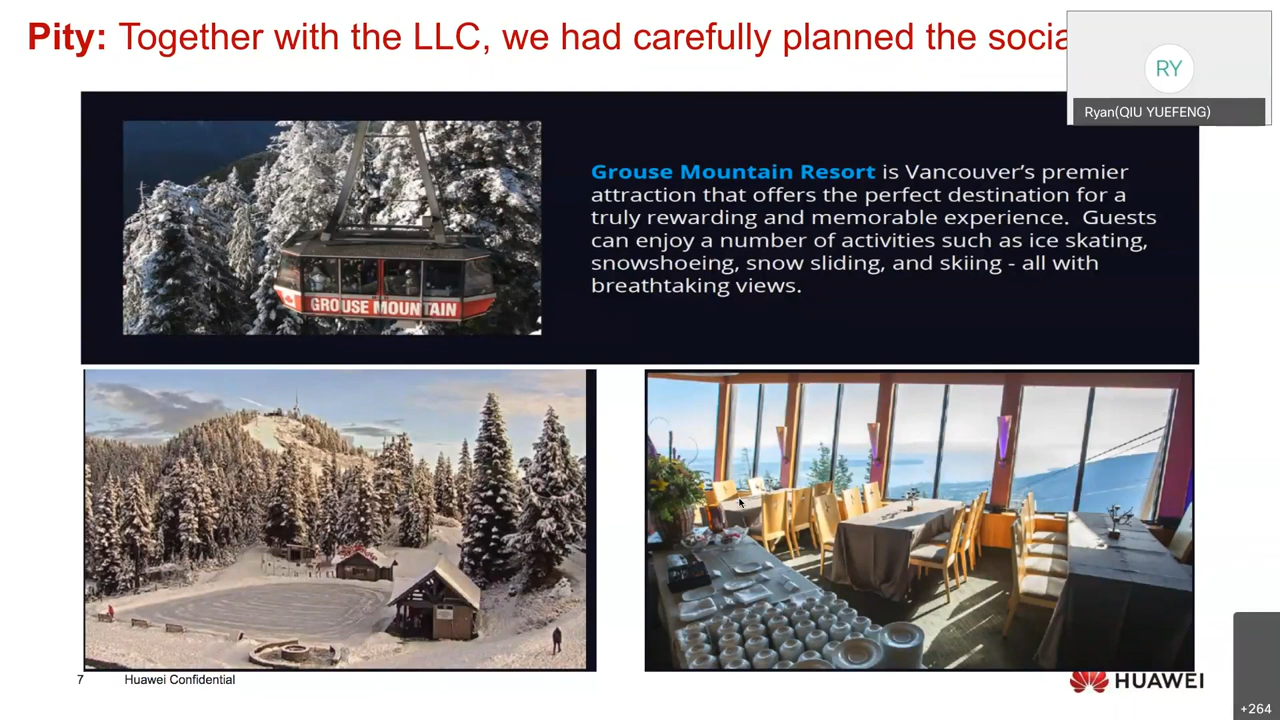 Pity: Together with the LLC, we had carefully planned the socia
RY
Ryan(QIU YUEFENG)
Grouse Mountain Resort is Vancouver’s premier
attraction that offers the perfect destination for a
truly rewarding and memorable experience.  Guests
can enjoy a number of activities such as ice skating,
snowshoeing, snow sliding, and skiing - all with
breathtaking views.
GROUSE MOUNTAIN
7
Huawei Confidential
HUAWEI
+264